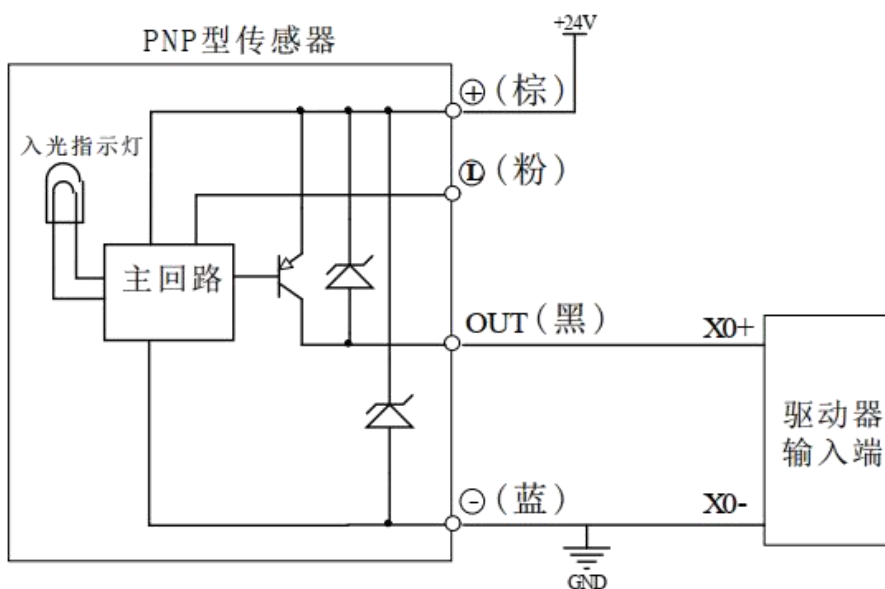 +24V
PNP型传感器
⊕(棕)
入光指示灯
Ⓛ(粉)
主回路
OUT(黑)
X0+
驱动器
输入端
⊖(蓝)
X0-
GND